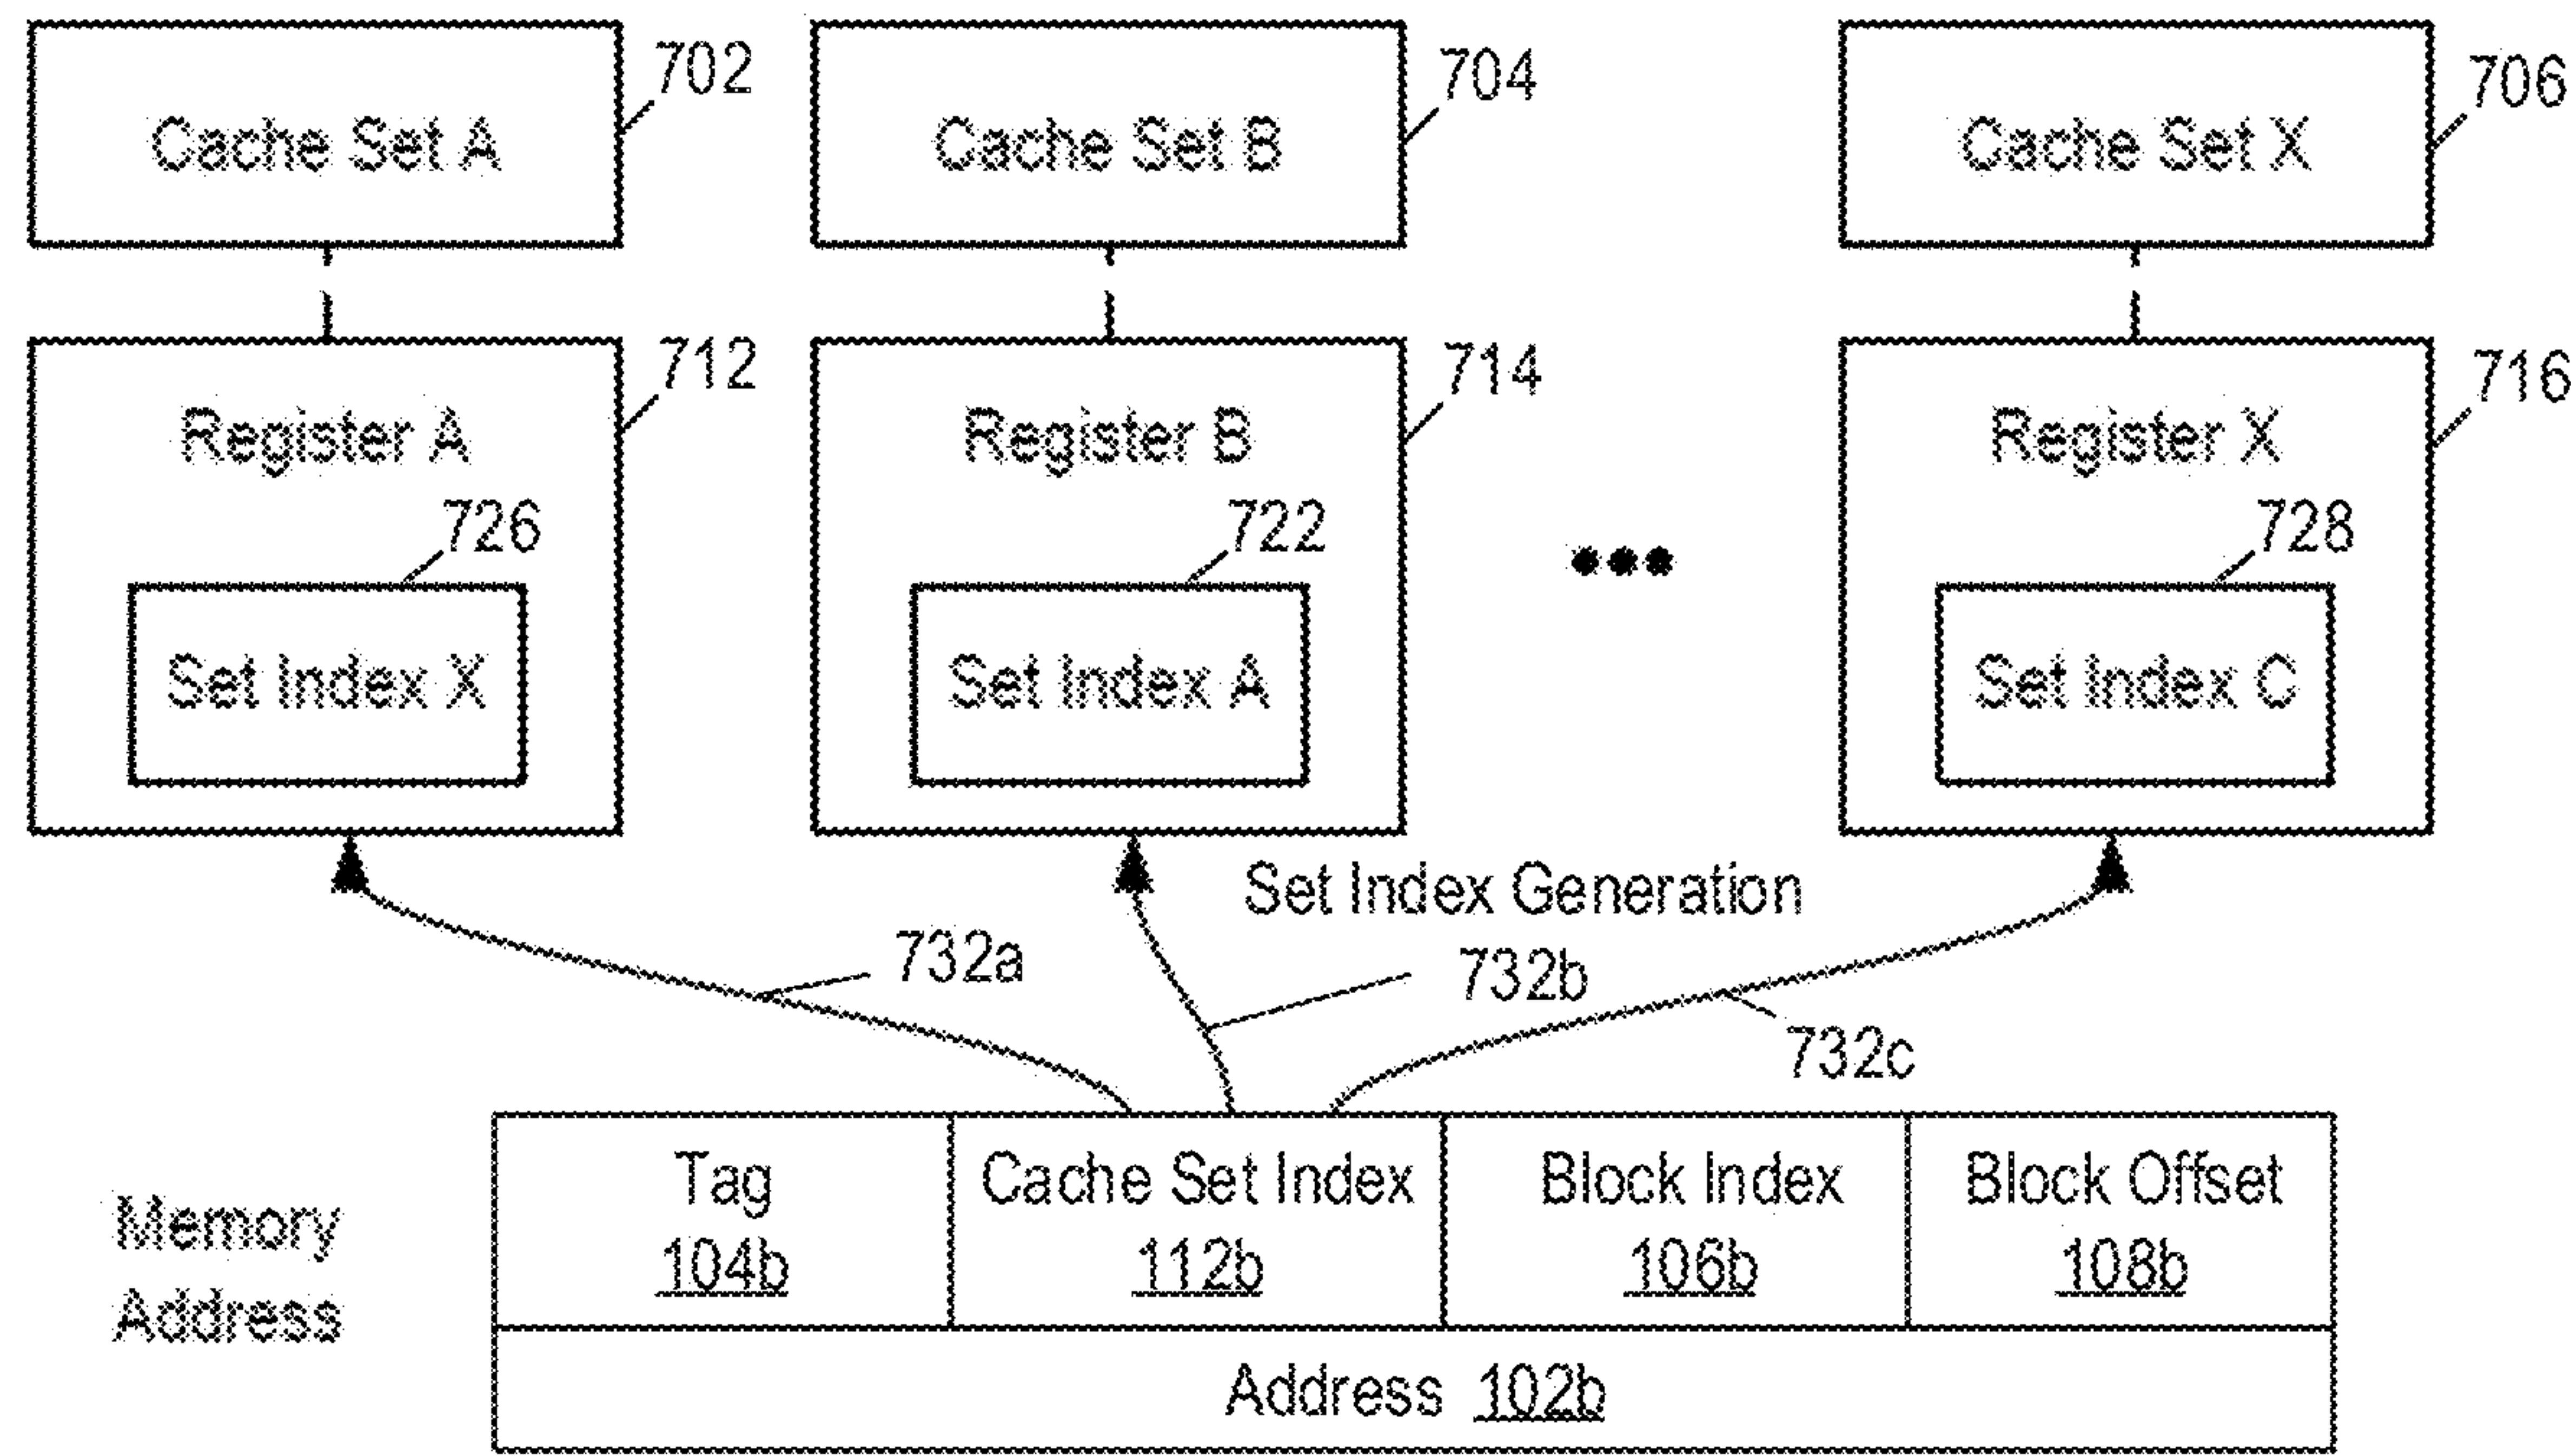 702
704
706
Cache Set A
Cache Set B
Cache Set X
712
714
716
Register A
Register B
Register X
726
722
728
Set Index X
Set Index A
Set Index C
Set Index Generation
732a
732b
732c
Memory
Address
Tag
104b
Cache Set Index
112b
Block Index
106b
Block Offset
108b
Address 102b